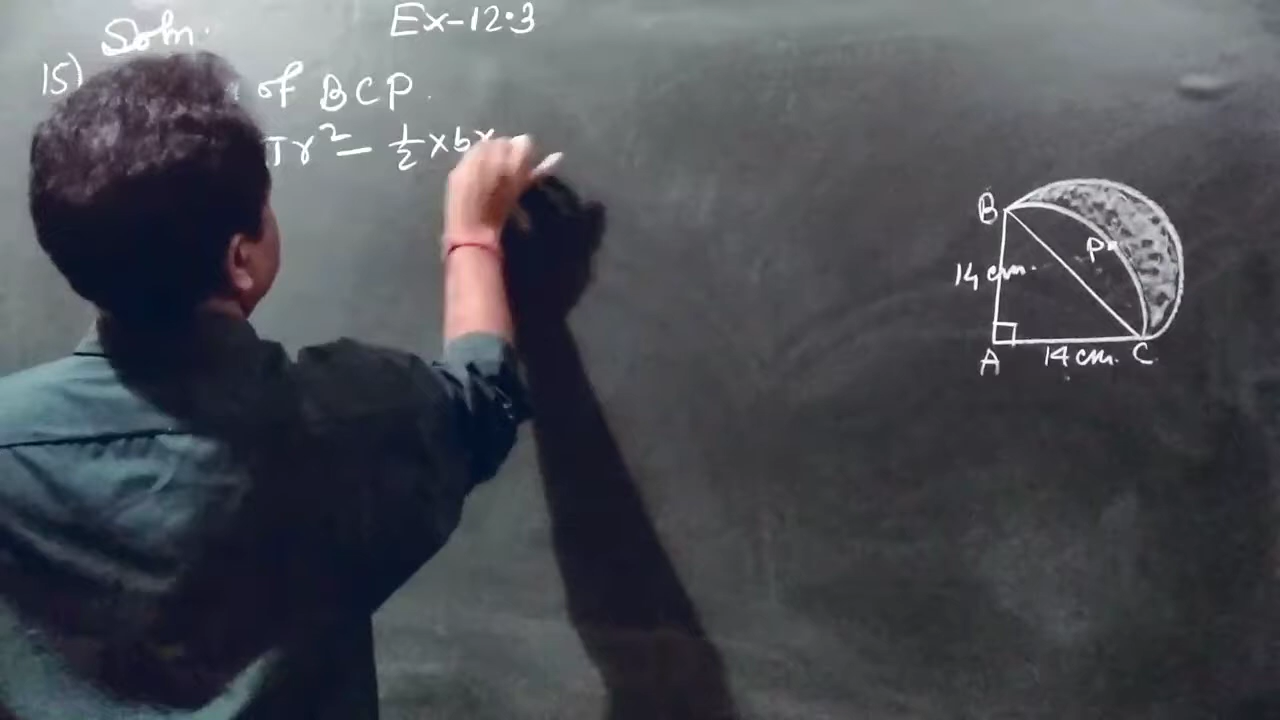 Soln.
Ex-12.3
15)
of BCP.
πr² - 1/2 × b ×
B
P
14 cm.
A
14 cm.
C